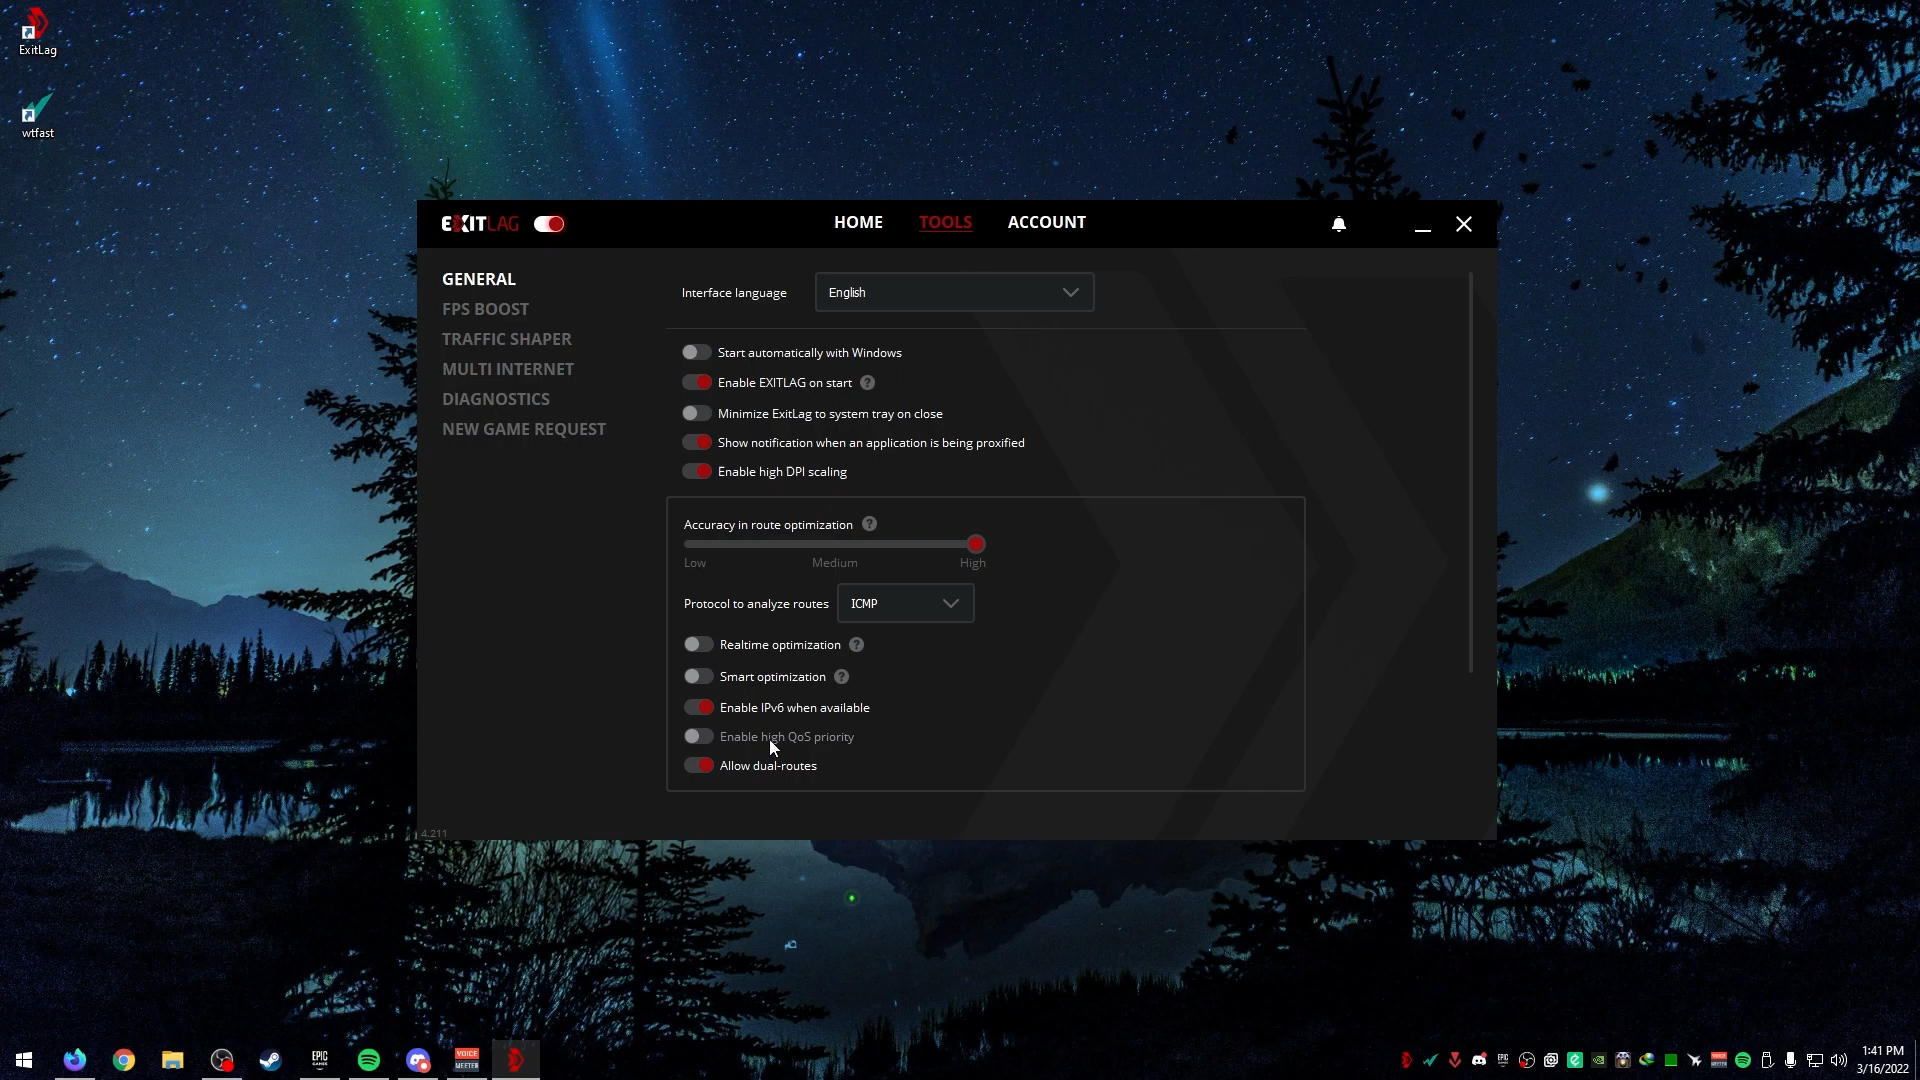 ExitLag
wtfast
EXITLAG
HOME
TOOLS
ACCOUNT
GENERAL
FPS BOOST
TRAFFIC SHAPER
MULTI INTERNET
DIAGNOSTICS
NEW GAME REQUEST
Interface language
English
Start automatically with Windows
Enable EXITLAG on start ?
Minimize ExitLag to system tray on close
Show notification when an application is being proxified
Enable high DPI scaling
Accuracy in route optimization ?
Low Medium High
Protocol to analyze routes
ICMP
Realtime optimization ?
Smart optimization ?
Enable IPv6 when available
Enable high QoS priority
Allow dual-routes
4.211
EPIC
GAMES
VOICE
MEETER
1:41 PM
3/16/2022